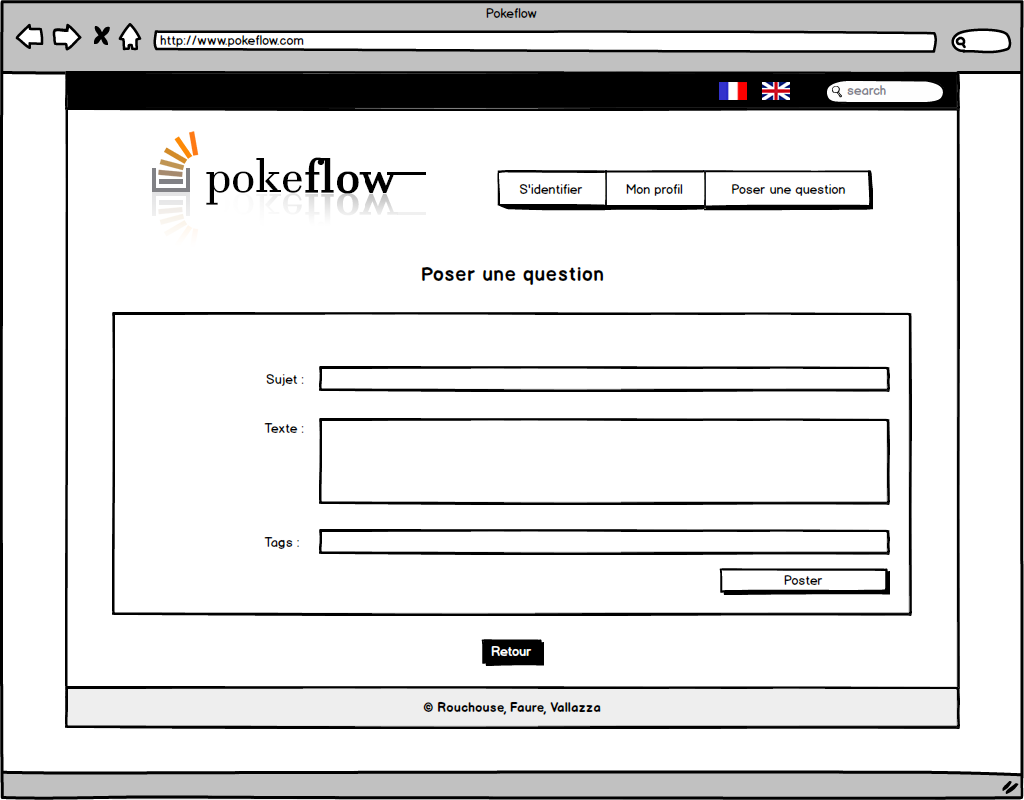 Pokeflow
http://www.pokeflow.com
search
pokeflow
S'identifier Mon profil Poser une question
Poser une question
Sujet :
Texte :
Tags :
Poster
Retour
© Rouchouse, Faure, Vallazza